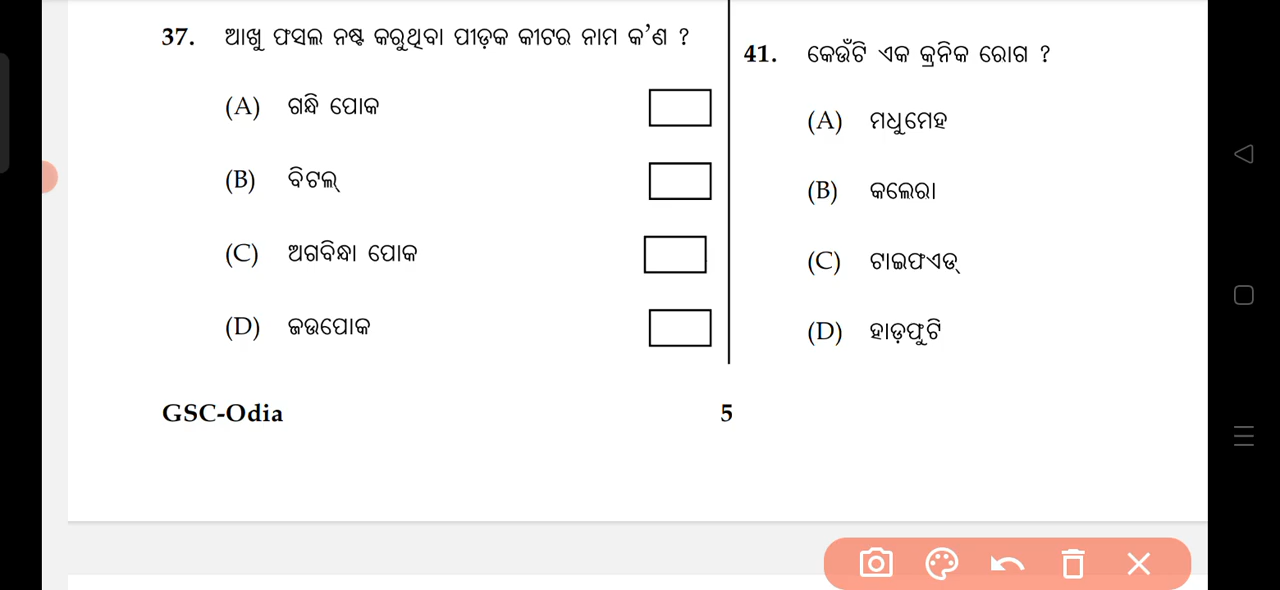 37. ଆଖୁ ଫସଲ ନଷ୍ଟ କରୁଥିବା ପୀଡ଼କ କୀଟର ନାମ କ’ଣ ?
(A) ଗନ୍ଧି ପୋକ
(B) ବିଟଲ୍
(C) ଅଗବିନ୍ଧା ପୋକ
(D) ଜଉପୋକ
41. କେଉଁଟି ଏକ କ୍ରନିକ ରୋଗ ?
(A) ମଧୁମେହ
(B) କଲେରା
(C) ଟାଇଫଏଡ୍
(D) ହାଡ଼ଫୁଟି
GSC-Odia 5